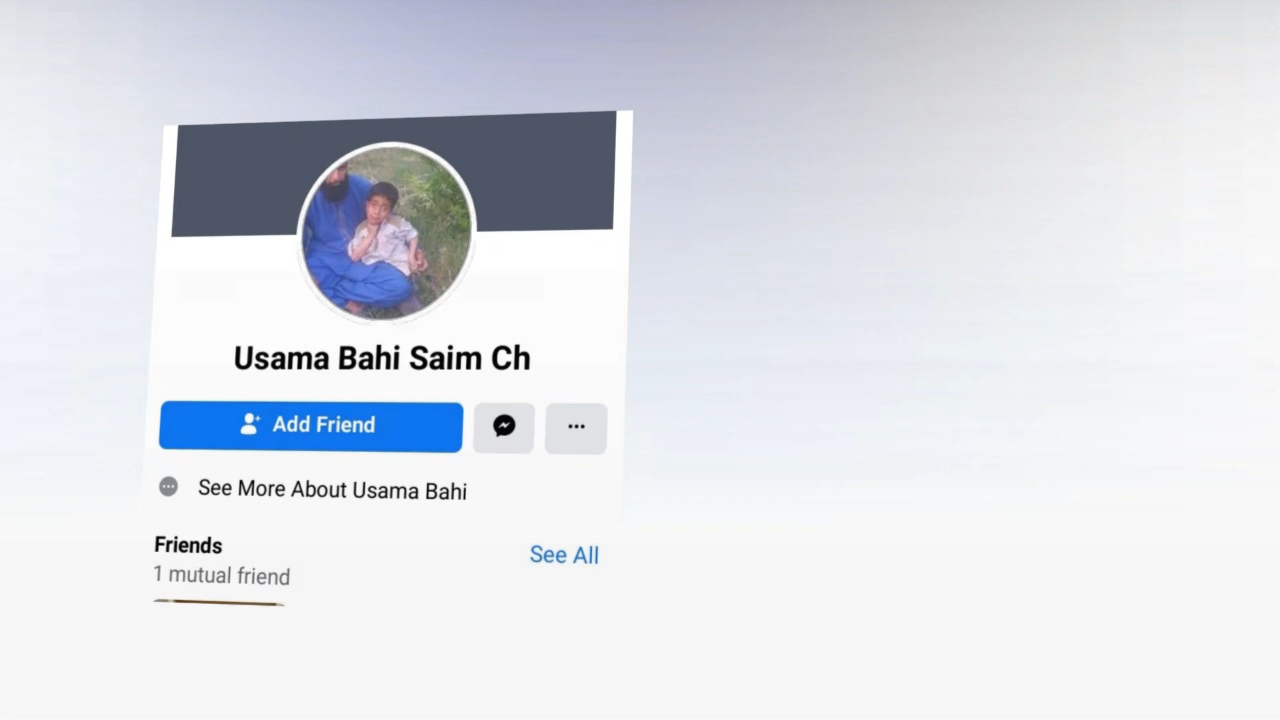 Usama Bahi Saim Ch
Add Friend
See More About Usama Bahi
Friends
See All
1 mutual friend